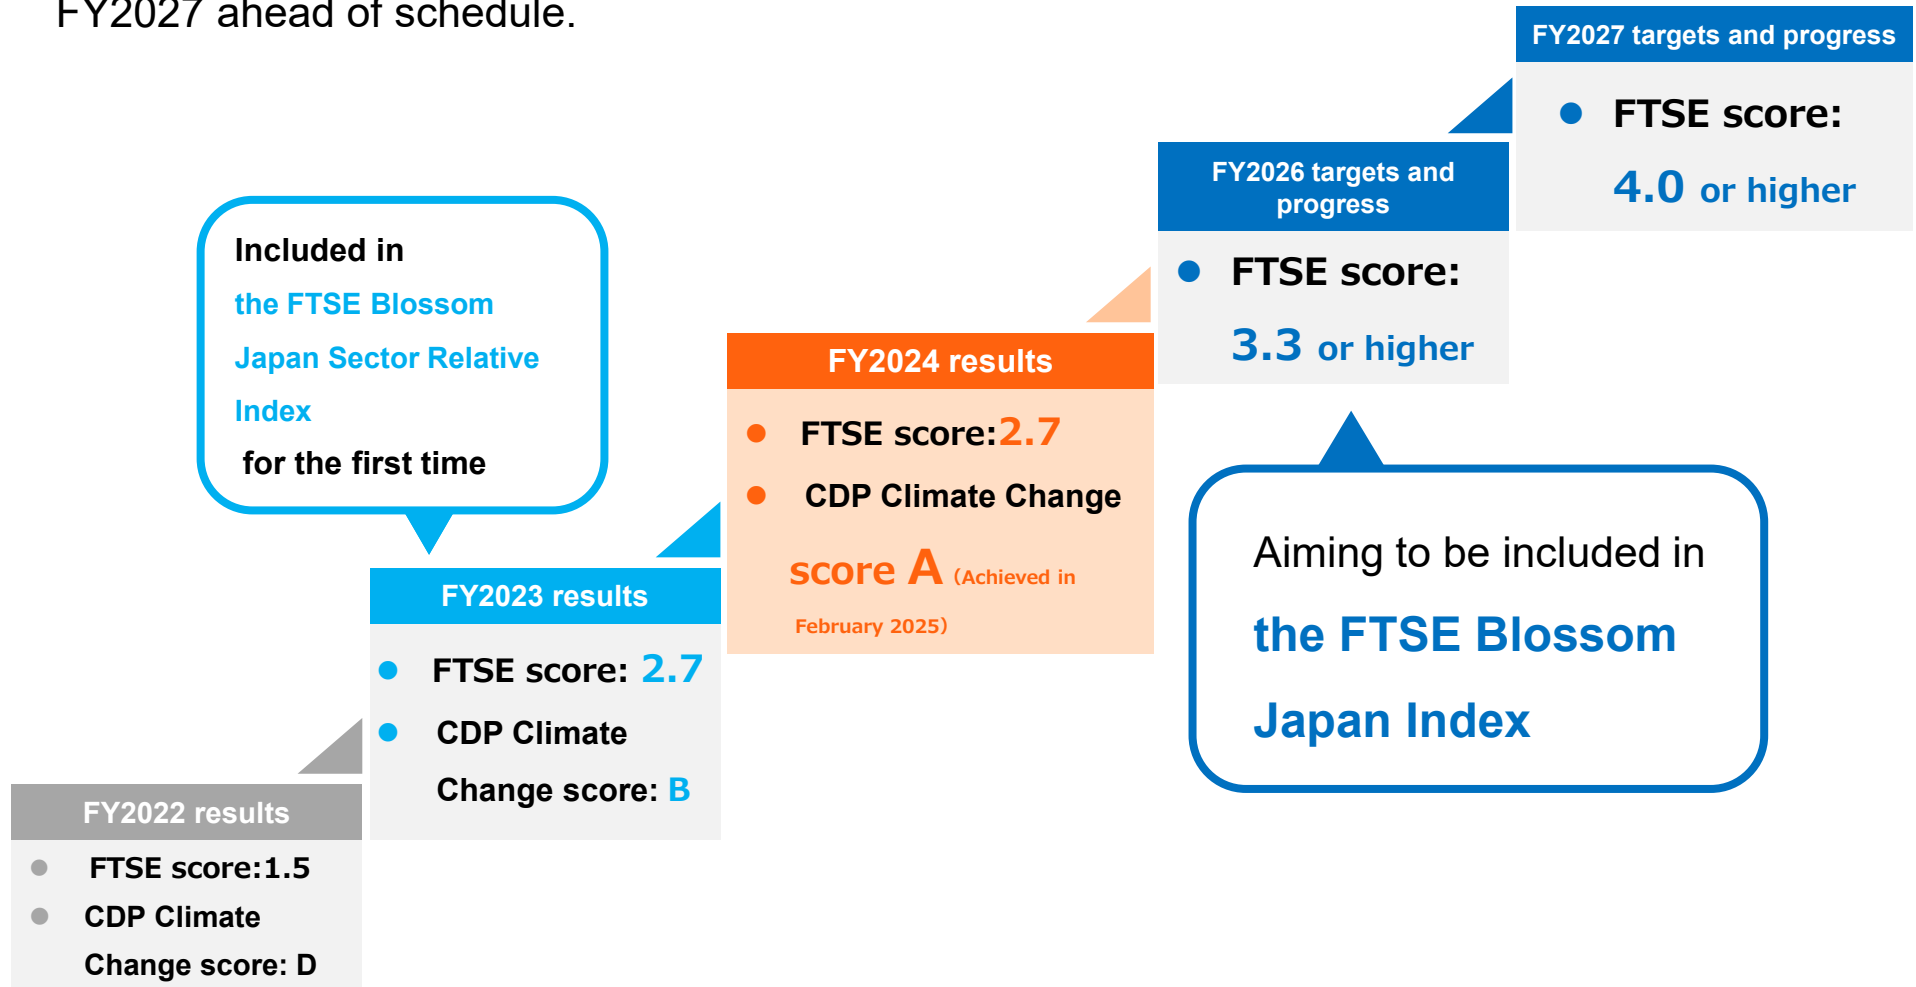 FY2027 ahead of schedule.
FY2027 targets and progress
● FTSE score:
4.0 or higher
FY2026 targets and
progress
● FTSE score:
3.3 or higher
Included in
the FTSE Blossom
Japan Sector Relative
Index
for the first time
FY2024 results
● FTSE score:2.7
● CDP Climate Change
score A (Achieved in
February 2025)
Aiming to be included in
the FTSE Blossom
Japan Index
FY2023 results
● FTSE score: 2.7
● CDP Climate
Change score: B
FY2022 results
● FTSE score:1.5
● CDP Climate
Change score: D